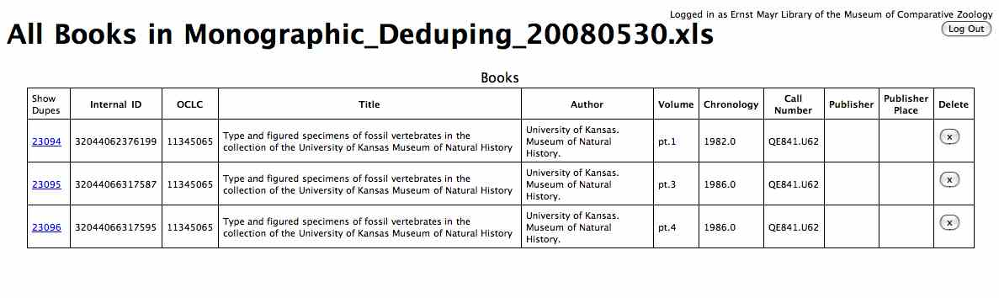 Logged in as Ernst Mayr Library of the Museum of Comparative Zoology
All Books in Monographic_Deduping_20080530.xls
Log Out
Books
Show Dupes Internal ID OCLC Title Author Volume Chronology Call Number Publisher Publisher Place Delete
23094 32044062376199 11345065 Type and figured specimens of fossil vertebrates in the collection of the University of Kansas Museum of Natural History University of Kansas. Museum of Natural History. pt.1 1982.0 QE841.U62 x
23095 32044066317587 11345065 Type and figured specimens of fossil vertebrates in the collection of the University of Kansas Museum of Natural History University of Kansas. Museum of Natural History. pt.3 1986.0 QE841.U62 x
23096 32044066317595 11345065 Type and figured specimens of fossil vertebrates in the collection of the University of Kansas Museum of Natural History University of Kansas. Museum of Natural History. pt.4 1986.0 QE841.U62 x